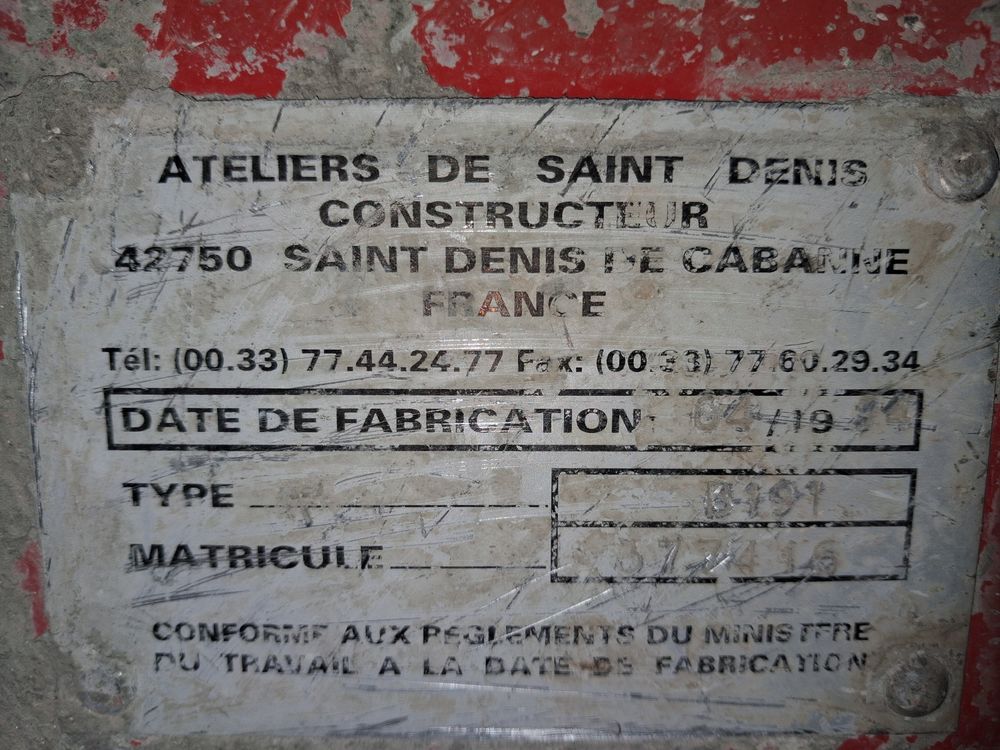 ATELIERS DE SAINT DENIS
CONSTRUCTEUR
42750 SAINT DENIS DE CABANNE
FRANCE
Tél: (00.33) 77.44.24.77 Fax: (00.33) 77.60.29.34
DATE DE FABRICATION: 04/19
TYPE B191
MATRICULE
CONFORME AUX REGLEMENTS DU MINISTERE
DU TRAVAIL A LA DATE DE FABRICATION